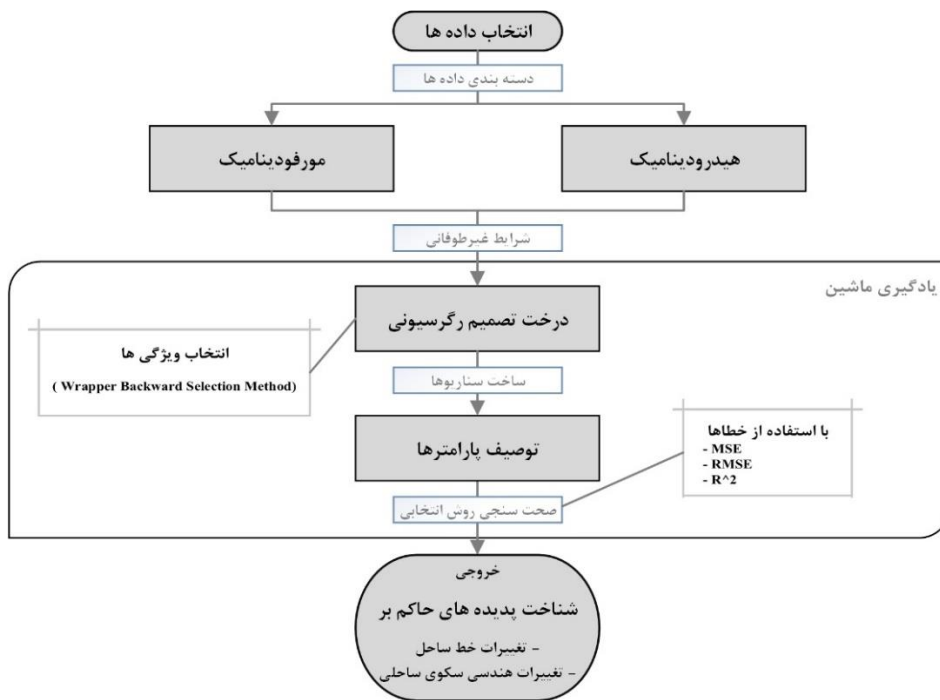 انتخاب داده ها
دسته بندی داده ها
هیدرودینامیک
مورفودینامیک
شرایط غیرطوفانی
یادگیری ماشین
درخت تصمیم رگرسیونی
انتخاب ویژگی ها
( Wrapper Backward Selection Method)
ساخت سناریوها
توصیف پارامترها
با استفاده از خطاها
- MSE
- RMSE
- R^2
صحت سنجی روش انتخابی
خروجی
شناخت پدیده های حاکم بر
- تغییرات خط ساحل
- تغییرات هندسی سکوی ساحلی